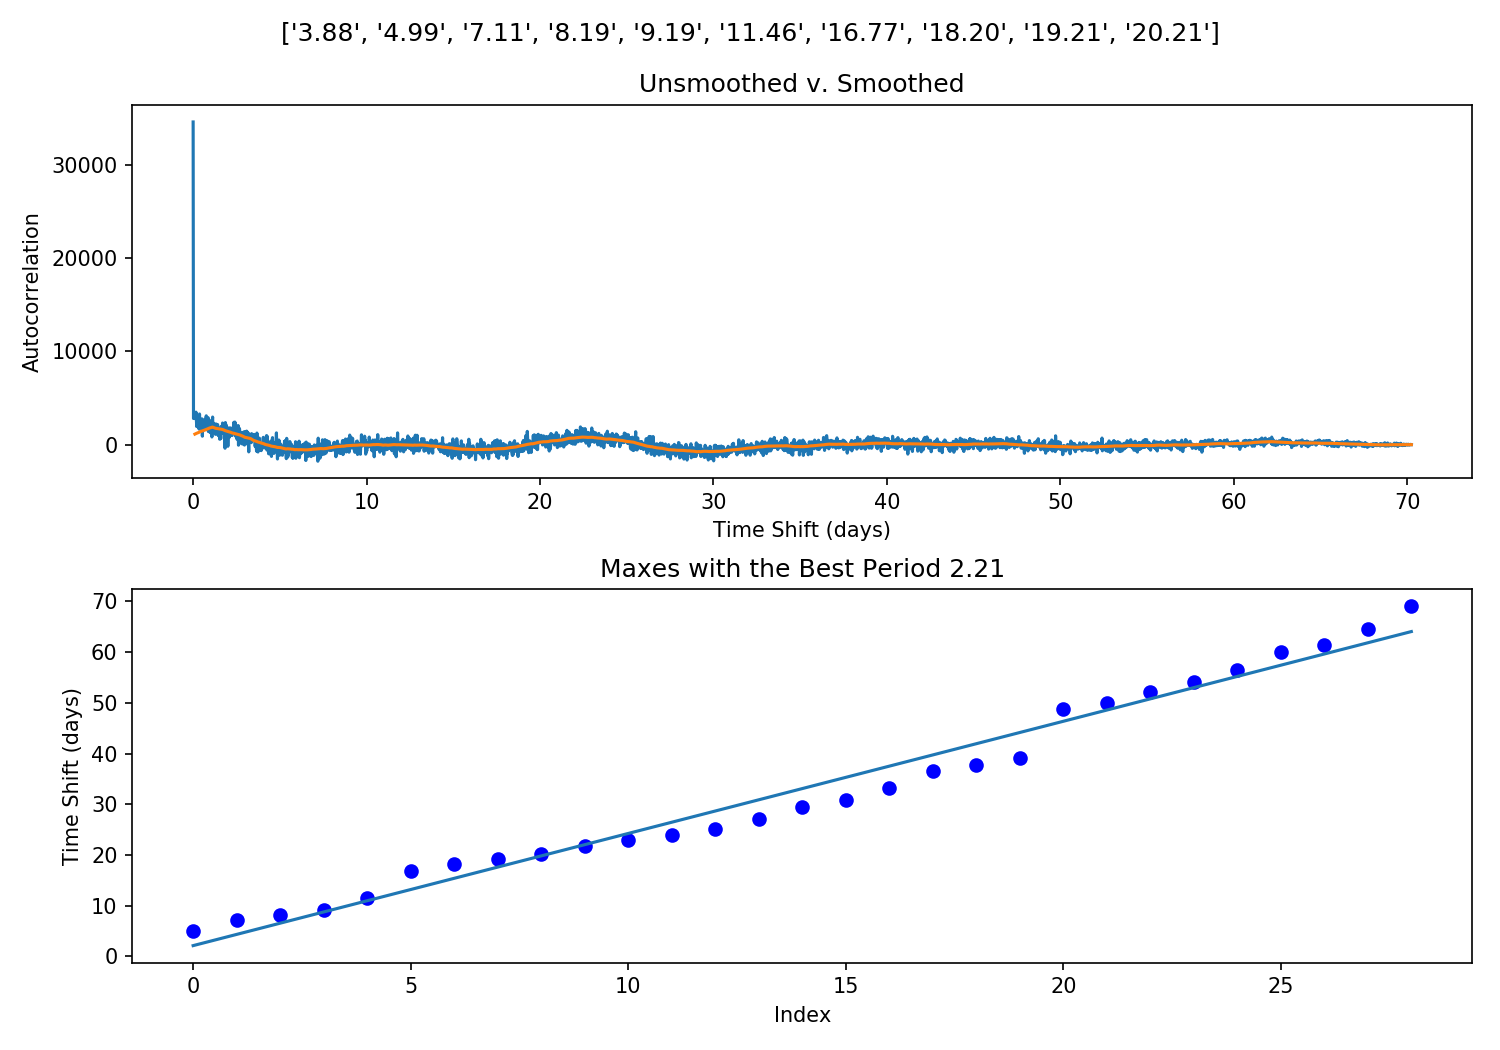 ['3.88', '4.99', '7.11', '8.19', '9.19', '11.46', '16.77', '18.20', '19.21', '20.21']
Unsmoothed v. Smoothed
Autocorrelation
30000
20000
10000
0
0 10 20 30 40 50 60 70
Time Shift (days)
Maxes with the Best Period 2.21
Time Shift (days)
70
60
50
40
30
20
10
0
0 5 10 15 20 25
Index